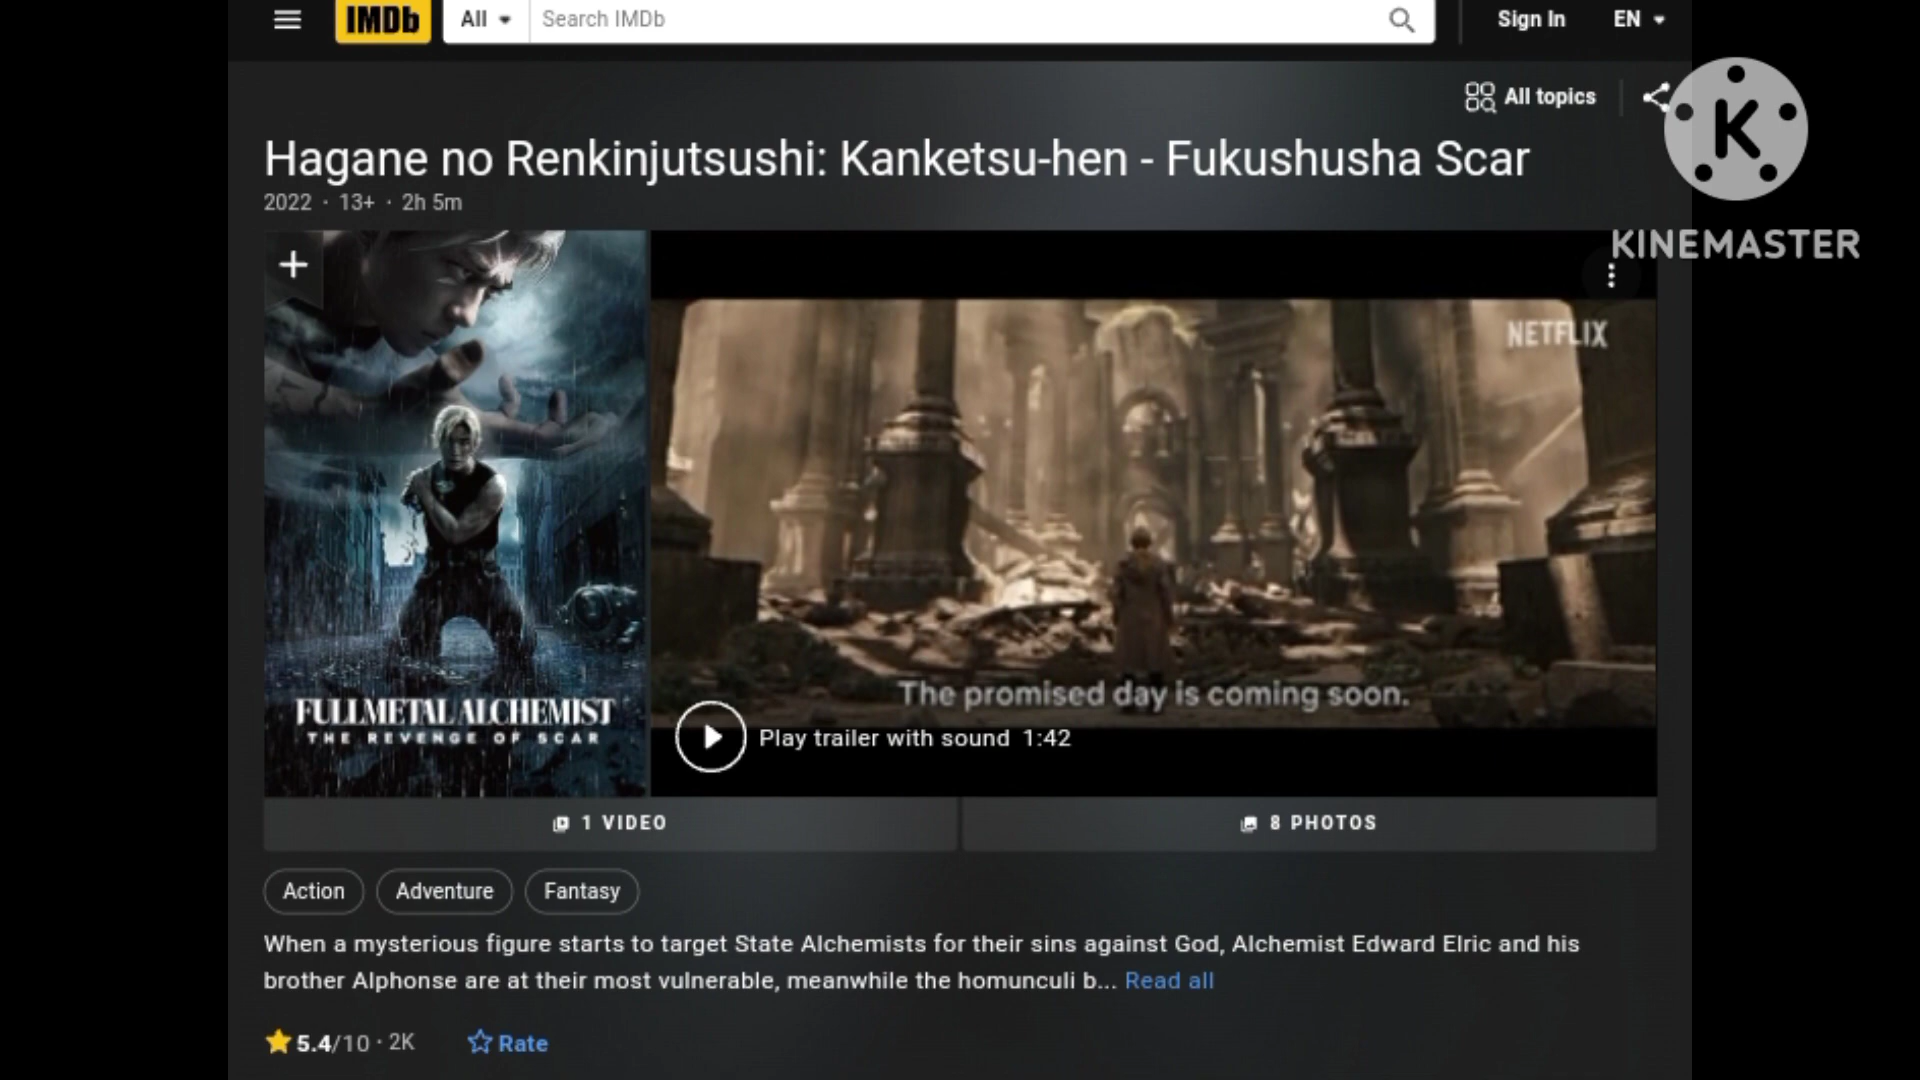 IMDb
All
Search IMDb
Sign In
EN
All topics
K
KINEMASTER
Hagane no Renkinjutsushi: Kanketsu-hen - Fukushusha Scar
2022 · 13+ · 2h 5m
NETFLIX
The promised day is coming soon.
FULLMETAL ALCHEMIST
THE REVENGE OF SCAR
Play trailer with sound 1:42
1 VIDEO
8 PHOTOS
Action
Adventure
Fantasy
When a mysterious figure starts to target State Alchemists for their sins against God, Alchemist Edward Elric and his
brother Alphonse are at their most vulnerable, meanwhile the homunculi b... Read all
5.4/10 · 2K
Rate